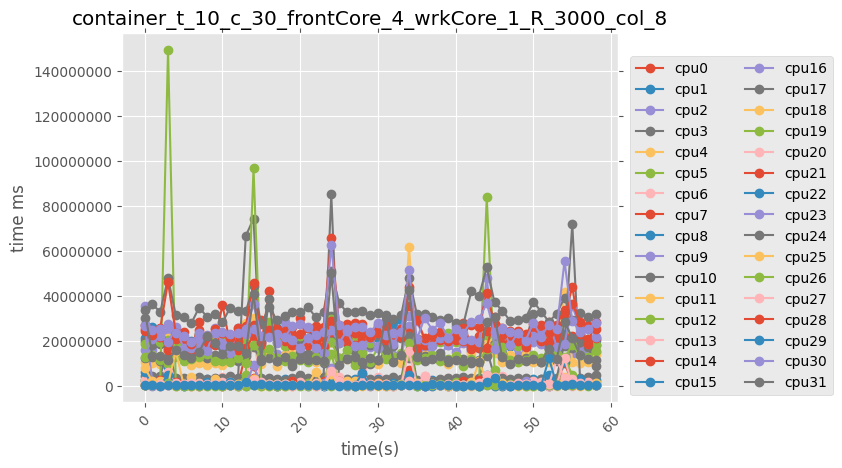 container_t_10_c_30_frontCore_4_wrkCore_1_R_3000_col_8
time ms
140000000
120000000
100000000
80000000
60000000
40000000
20000000
0
0 10 20 30 40 50 60
time(s)
cpu0 cpu16
cpu1 cpu17
cpu2 cpu18
cpu3 cpu19
cpu4 cpu20
cpu5 cpu21
cpu6 cpu22
cpu7 cpu23
cpu8 cpu24
cpu9 cpu25
cpu10 cpu26
cpu11 cpu27
cpu12 cpu28
cpu13 cpu29
cpu14 cpu30
cpu15 cpu31